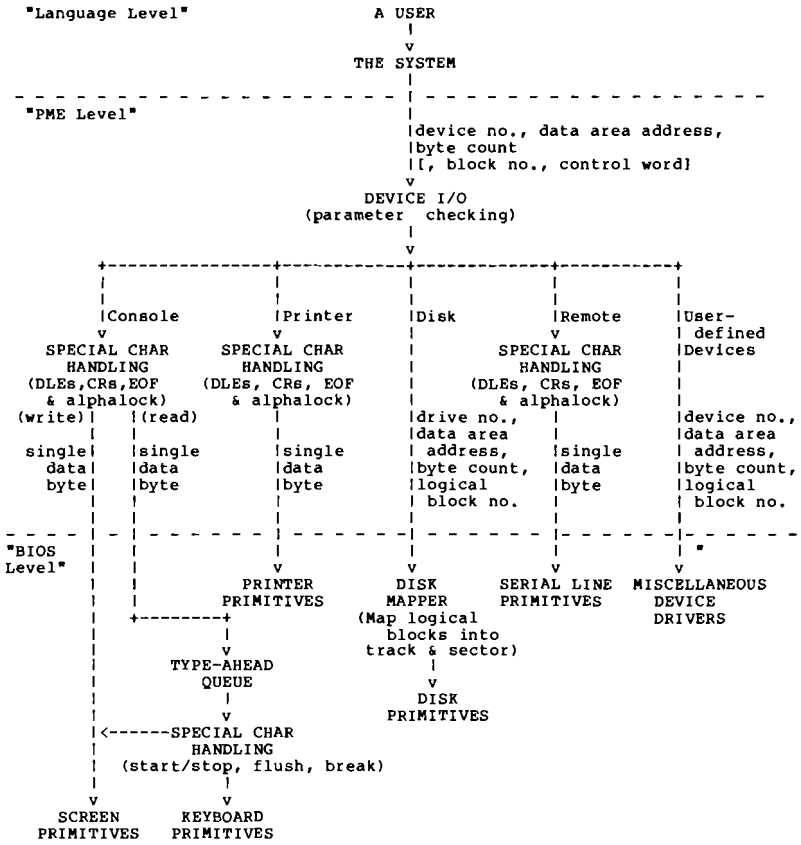 "Language Level" A USER
|
v
THE SYSTEM
|
- - - - - - - - - - - - - - - - - - - - | - - - - - - - - - - - - - - - - - -
"PME Level" |
|device no., data area address,
|byte count
|[, block no., control word]
v
DEVICE I/O
(parameter checking)
|
v
+----------------+-------------+--------------+------------+
| | | | |
| | | | |
|Console |Printer |Disk |Remote |User-
v v | v | defined
SPECIAL CHAR SPECIAL CHAR | SPECIAL CHAR |Devices
HANDLING HANDLING | HANDLING |
(DLEs,CRs,EOF (DLEs, CRs, EOF | (DLEs, CRs, EOF |
& alphalock) & alphalock) | & alphalock) |
(write)| |(read) | |drive no., | |device no.,
| | | |data area | |data area
single| |single |single | address, |single | address,
data| |data |data |byte count, |data |byte count,
byte| |byte |byte |logical |byte |logical
| | | | block no. | | block no.
- - - - - - - - - - - - - - - - - - - - - - - - - - - - - - - - - - - - - - -
"BIOS | | | | | | "
Level" | | v v v v
| | PRINTER DISK SERIAL LINE MISCELLANEOUS
| | PRIMITIVES MAPPER PRIMITIVES DEVICE
| +---------+ (Map logical DRIVERS
| | blocks into
| v track & sector)
| TYPE-AHEAD |
| QUEUE v
| | DISK
| v PRIMITIVES
|<------SPECIAL CHAR
| HANDLING
| (start/stop, flush, break)
| |
v v
SCREEN KEYBOARD
PRIMITIVES PRIMITIVES